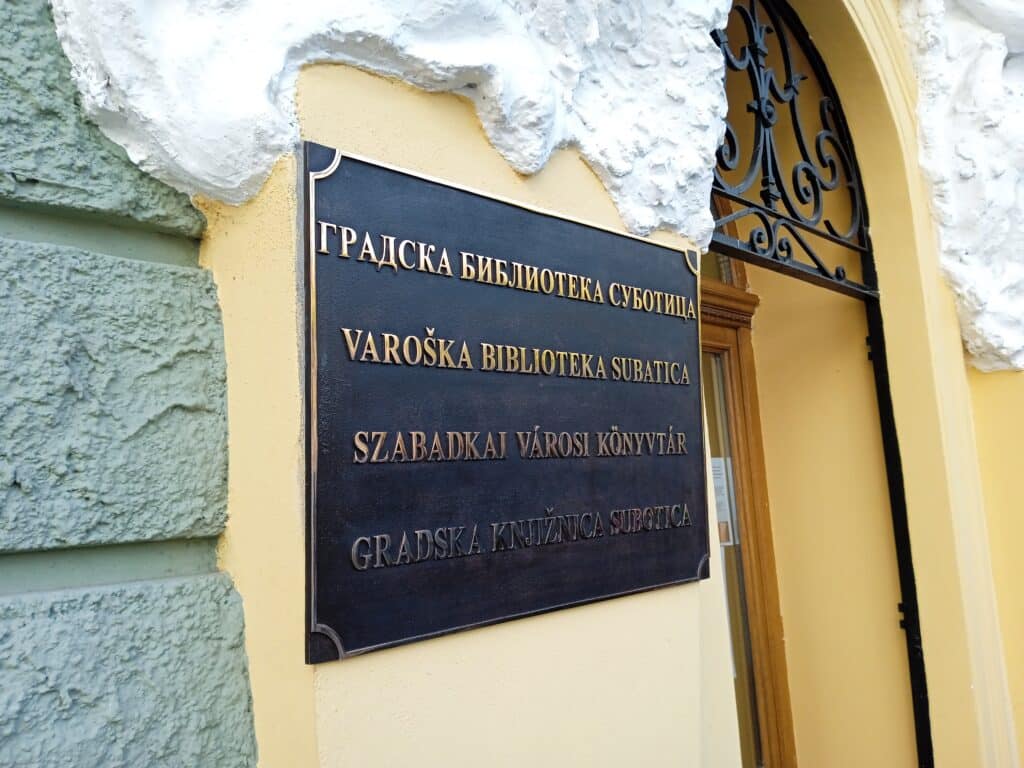 ГРАДСКА БИБЛИОТЕКА СУБОТИЦА
VAROŠKA BIBLIOTEKA SUBATICA
SZABADKAI VÁROSI KÖNYVTÁR
GRADSKA KNJIŽNICA SUBOTICA